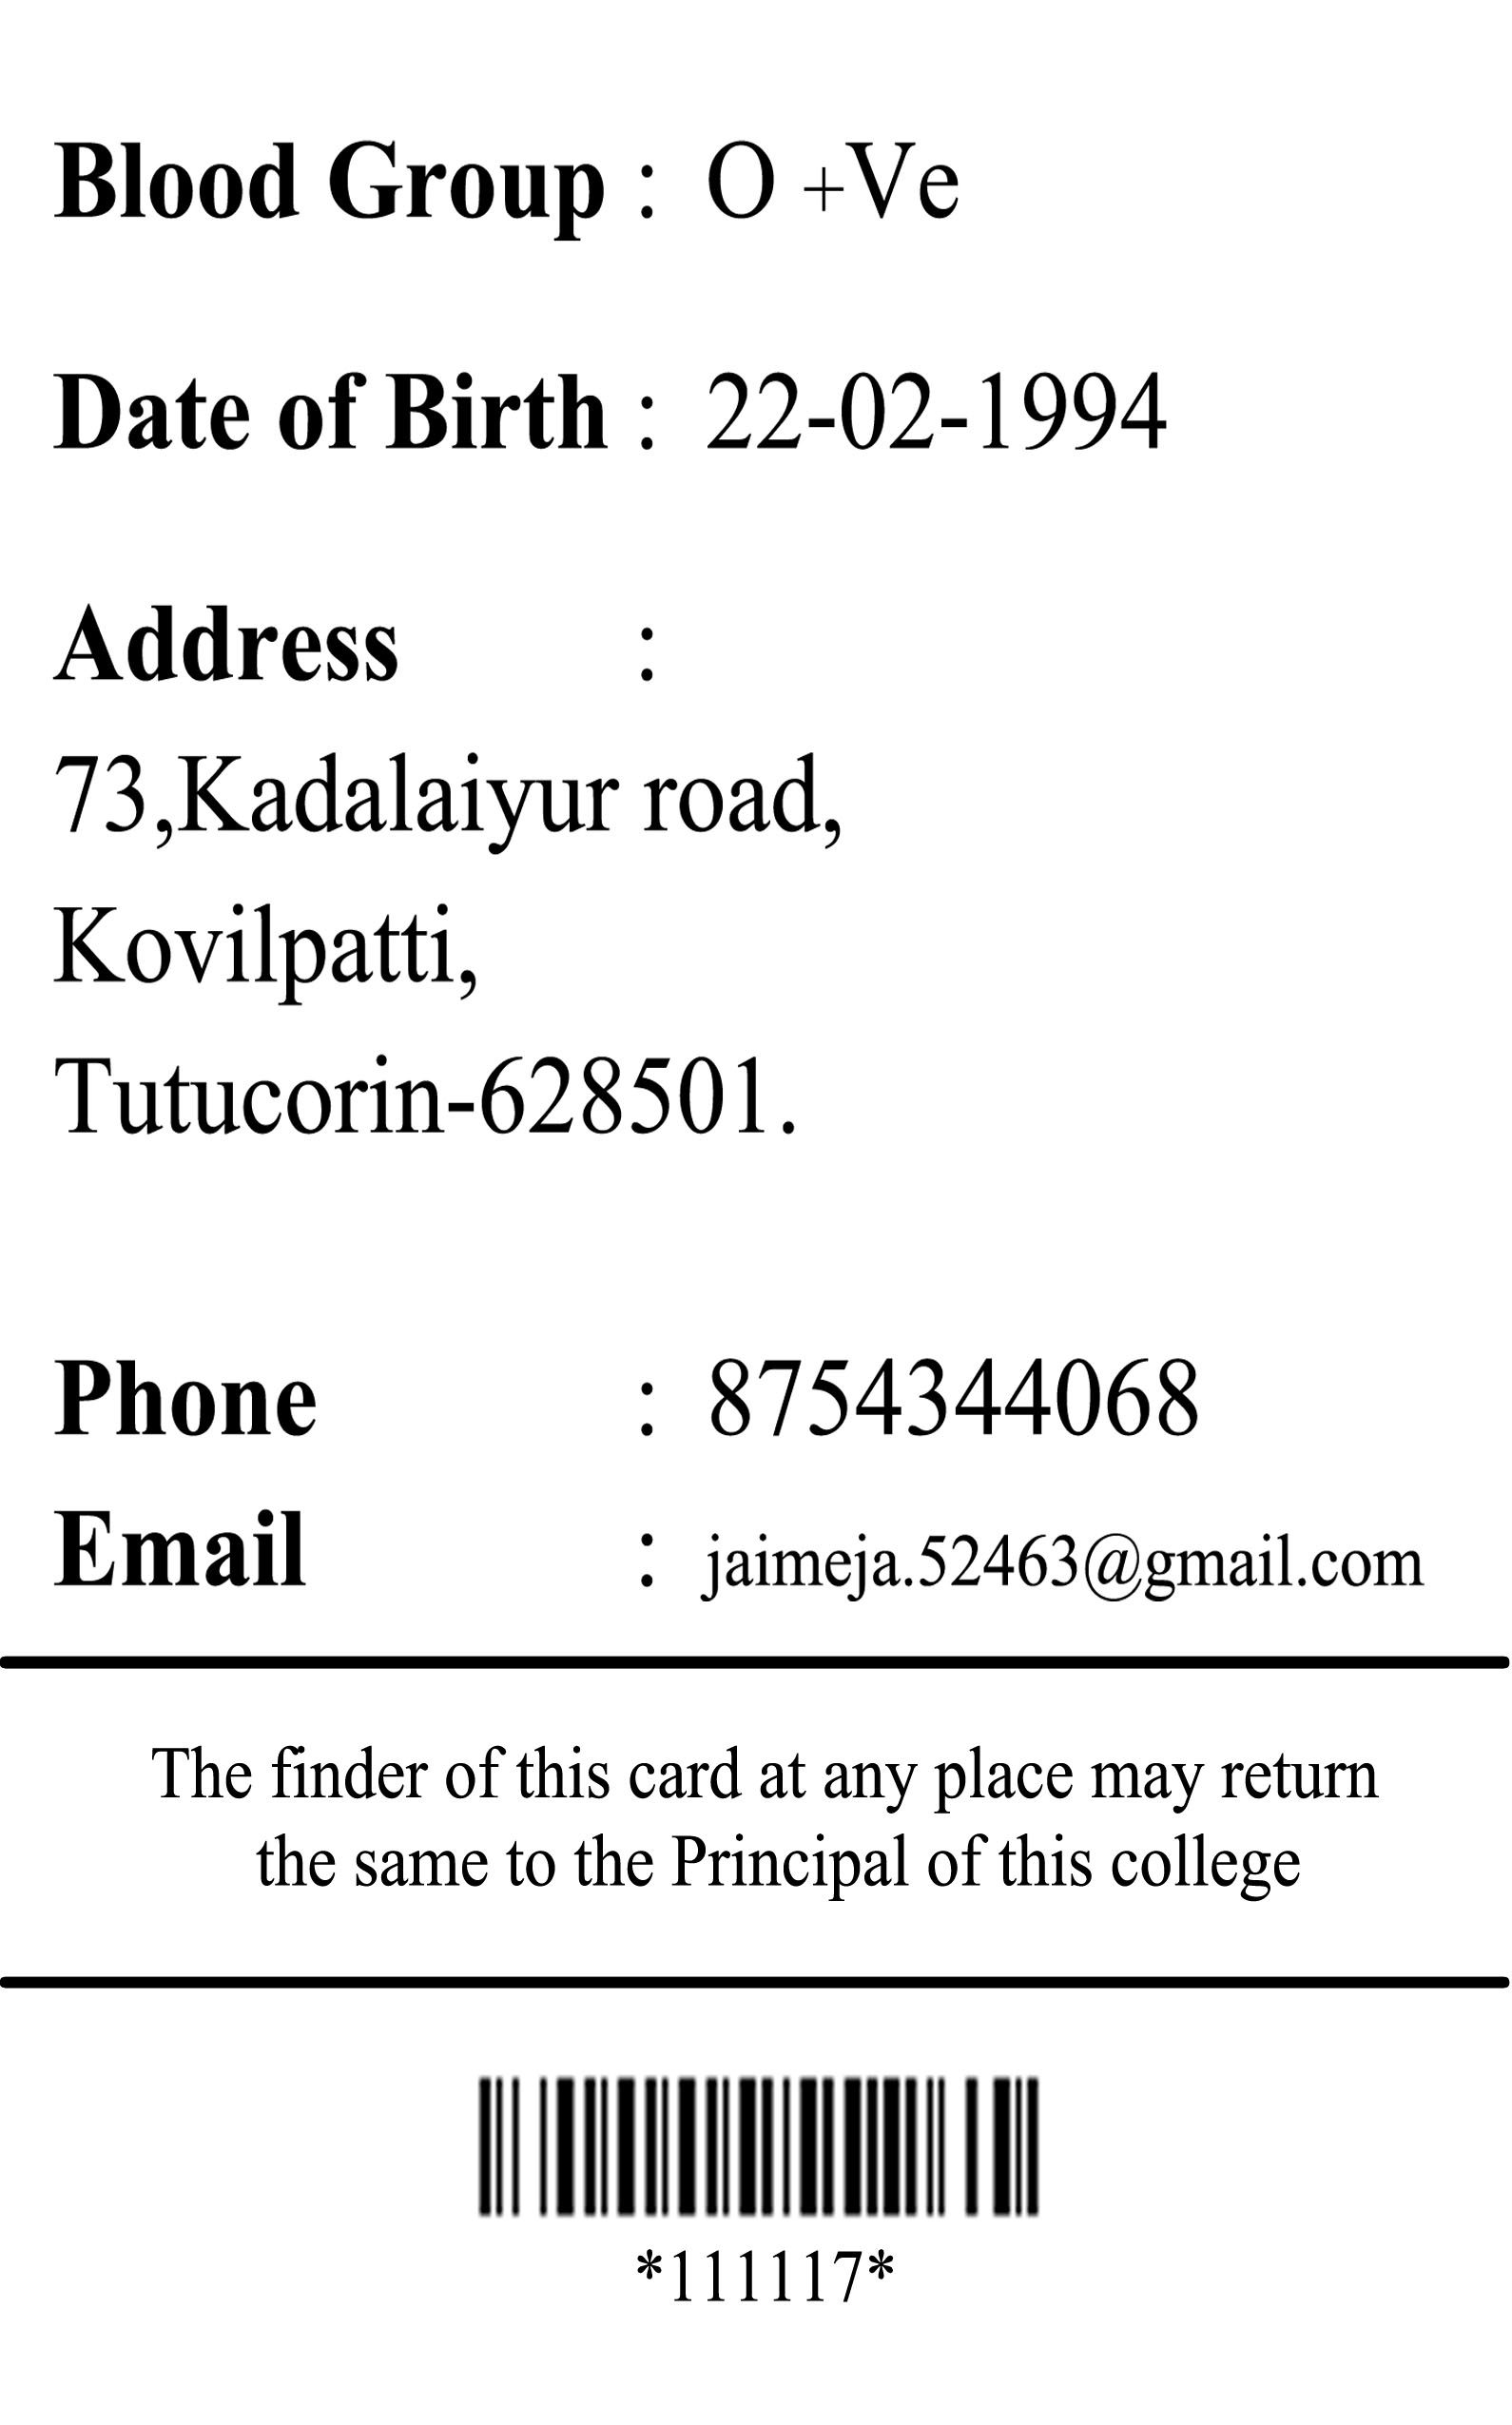 Blood Group : O +Ve
Date of Birth : 22-02-1994
Address :
73,Kadalaiyur road,
Kovilpatti,
Tutucorin-628501.
Phone : 8754344068
Email : jaimeja.52463@gmail.com
The finder of this card at any place may return
the same to the Principal of this college
*111117*